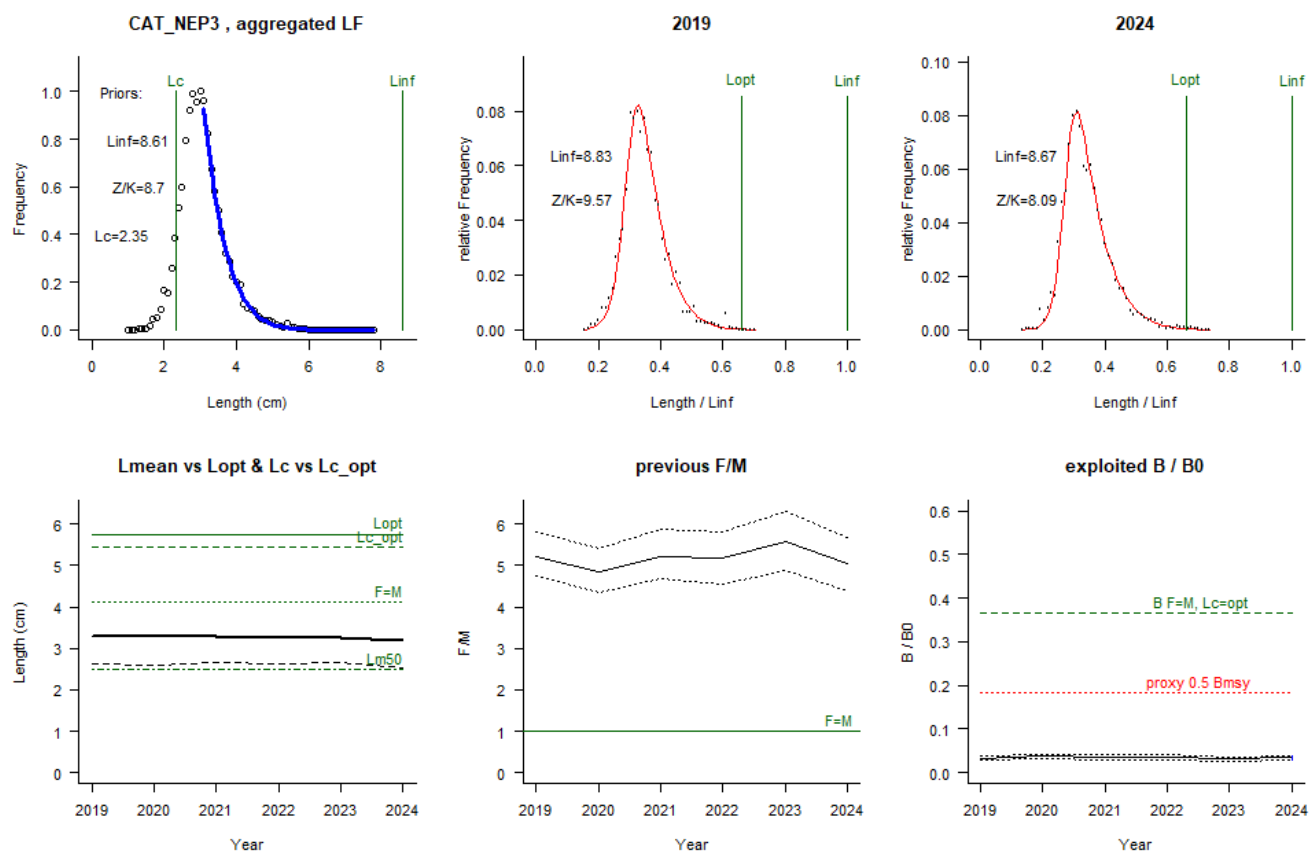 CAT_NEP3 , aggregated LF
Lc
Linf
Priors:
Linf=8.61
Z/K=8.7
Lc=2.35
Frequency
1.0
0.8
0.6
0.4
0.2
0.0
0 2 4 6 8
Length (cm)
2019
Lopt
Linf
Linf=8.83
Z/K=9.57
relative Frequency
0.08
0.06
0.04
0.02
0.00
0.0 0.2 0.4 0.6 0.8 1.0
Length / Linf
2024
Lopt
Linf
Linf=8.67
Z/K=8.09
relative Frequency
0.10
0.08
0.06
0.04
0.02
0.00
0.0 0.2 0.4 0.6 0.8 1.0
Length / Linf
Lmean vs Lopt & Lc vs Lc_opt
Lopt
Lc_opt
F=M
Lm50
Length (cm)
6
5
4
3
2
1
0
2019 2020 2021 2022 2023 2024
Year
previous F/M
F=M
F/M
6
5
4
3
2
1
0
2019 2020 2021 2022 2023 2024
Year
exploited B / B0
B F=M, Lc=opt
proxy 0.5 Bmsy
B / B0
0.6
0.5
0.4
0.3
0.2
0.1
0.0
2019 2020 2021 2022 2023 2024
Year